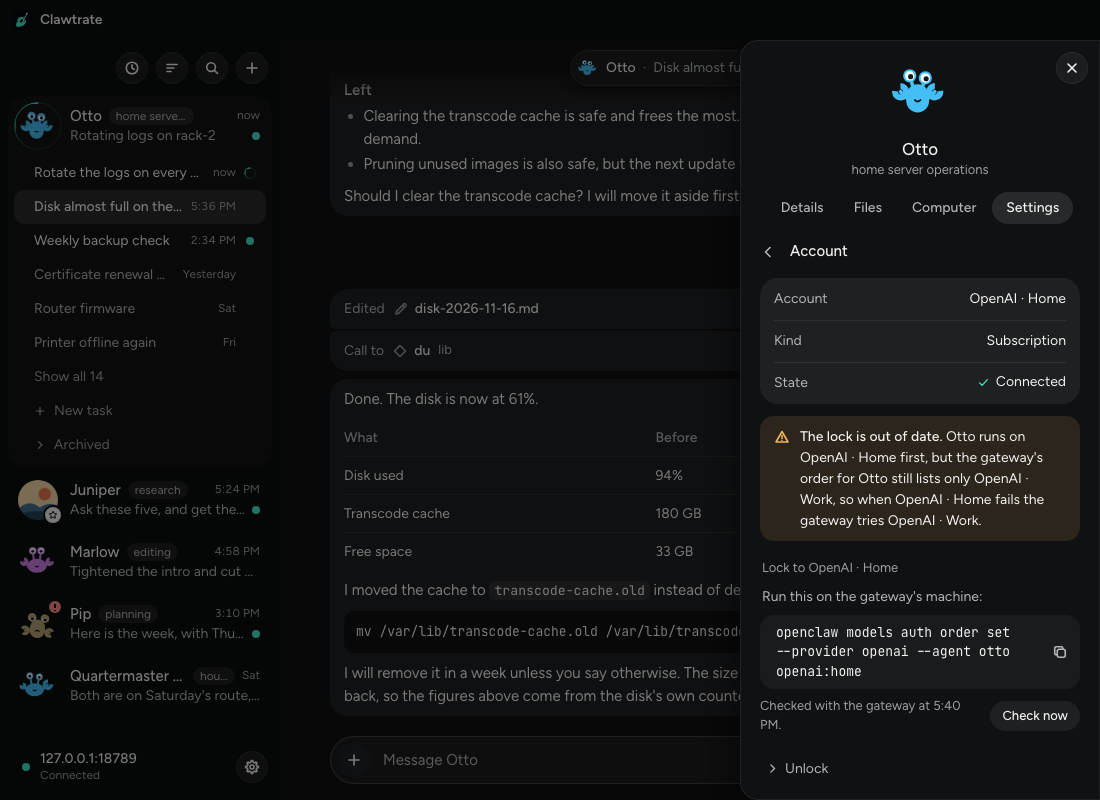 Clawtrate
Otto home serve... now
Rotating logs on rack-2
Rotate the logs on every ... now
Disk almost full on the... 5:36 PM
Weekly backup check 2:34 PM
Certificate renewal ... Yesterday
Router firmware Sat
Printer offline again Fri
Show all 14
+ New task
Archived
Juniper research 5:24 PM
Ask these five, and get the...
Marlow editing 4:58 PM
Tightened the intro and cut ...
Pip planning 3:10 PM
Here is the week, with Thu...
Quartermaster ... hou... Sat
Both are on Saturday's route,...
127.0.0.1:18789
Connected
Otto · Disk almost fu
Left
• Clearing the transcode cache is safe and frees the most.
demand.
• Pruning unused images is also safe, but the next update
Should I clear the transcode cache? I will move it aside first
Edited disk-2026-11-16.md
Call to du lib
Done. The disk is now at 61%.
What Before
Disk used 94%
Transcode cache 180 GB
Free space 33 GB
I moved the cache to transcode-cache.old instead of de
mv /var/lib/transcode-cache.old /var/lib/transcod
I will remove it in a week unless you say otherwise. The size
back, so the figures above come from the disk's own count
Message Otto
Otto
home server operations
Details Files Computer Settings
Account
Account OpenAI · Home
Kind Subscription
State Connected
The lock is out of date. Otto runs on
OpenAI · Home first, but the gateway's
order for Otto still lists only OpenAI ·
Work, so when OpenAI · Home fails the
gateway tries OpenAI · Work.
Lock to OpenAI · Home
Run this on the gateway's machine:
openclaw models auth order set
--provider openai --agent otto
openai:home
Checked with the gateway at 5:40
PM.
Check now
Unlock